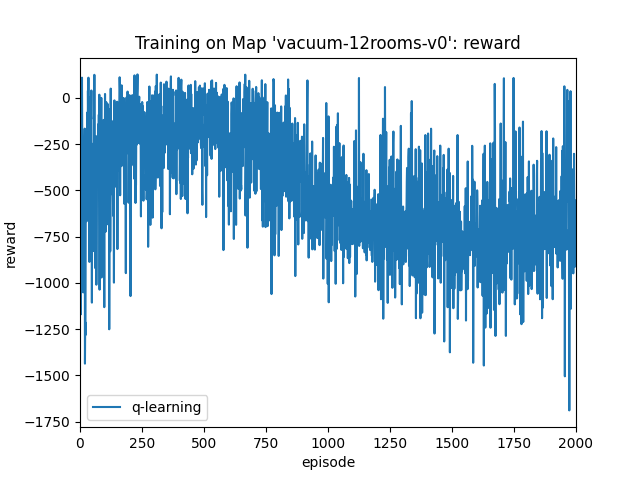 Training on Map 'vacuum-12rooms-v0': reward
reward
0
−250
−500
−750
−1000
−1250
−1500
−1750
q-learning
0 250 500 750 1000 1250 1500 1750 2000
episode